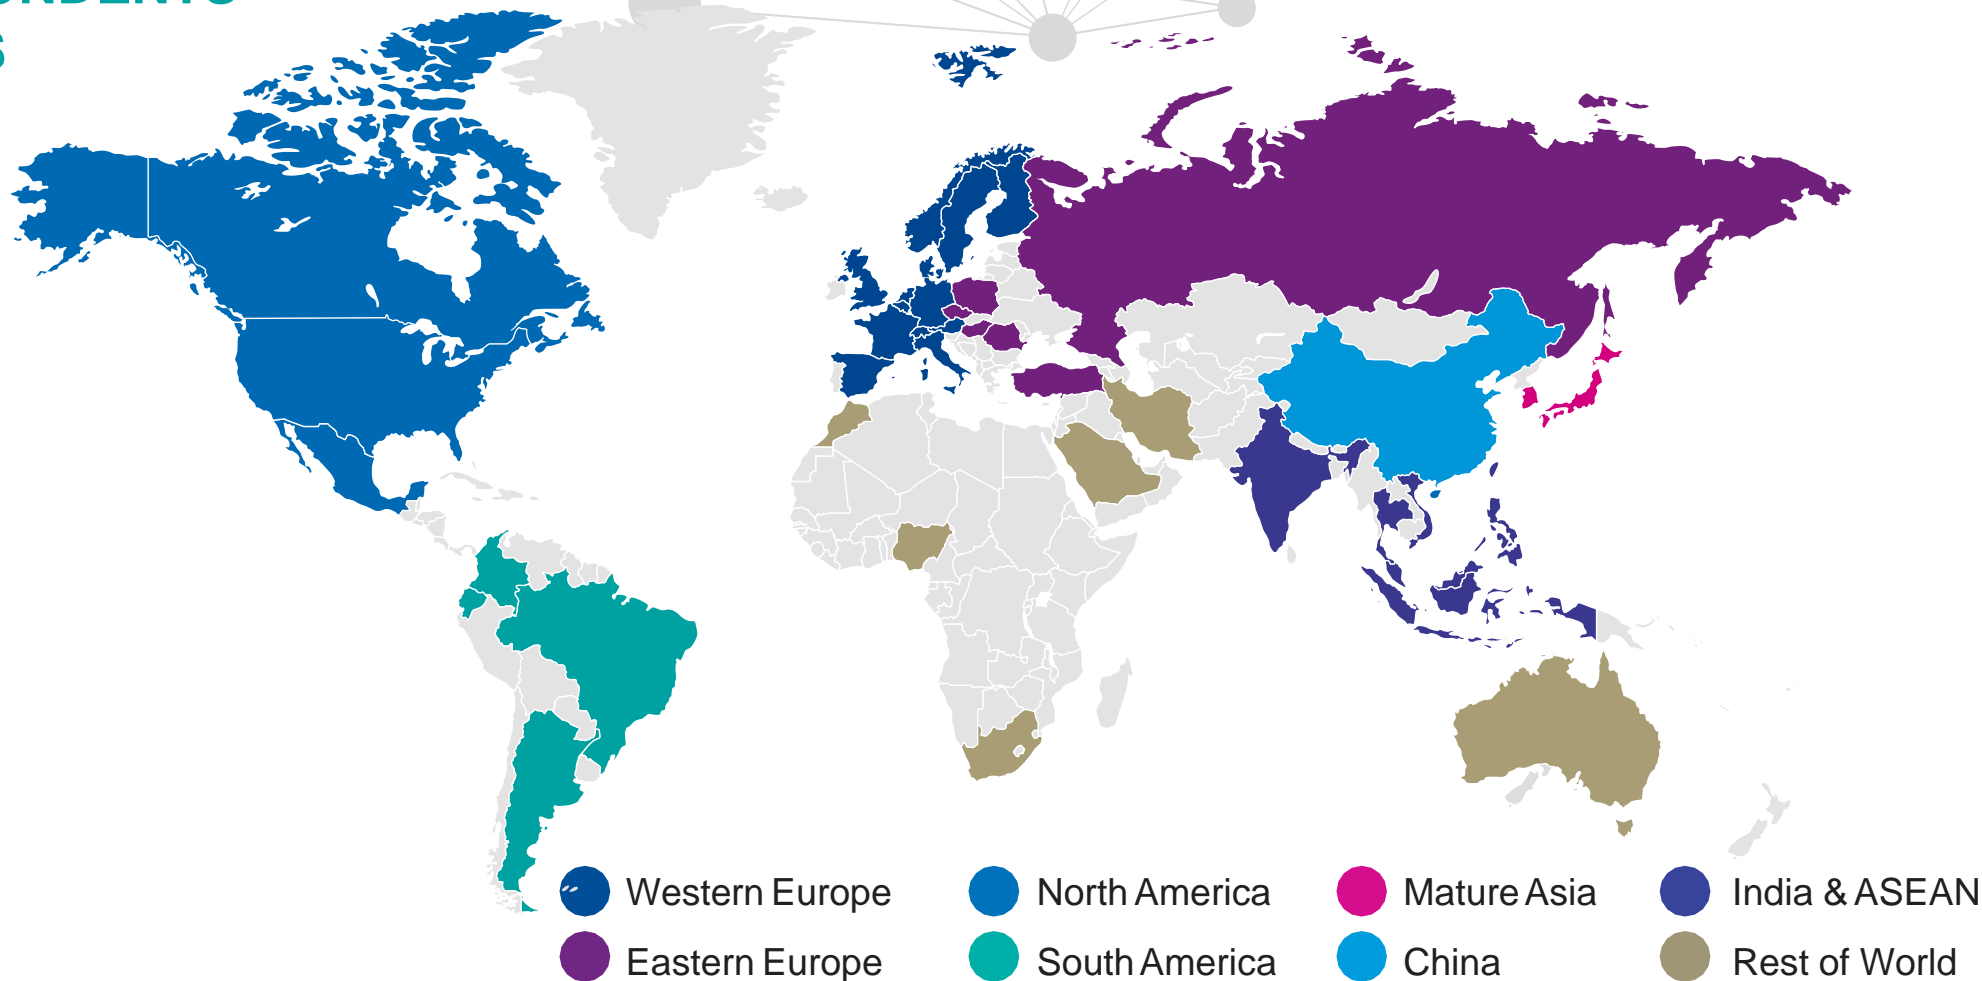 Western Europe
North America
Mature Asia
India & ASEAN
Eastern Europe
South America
China
Rest of World